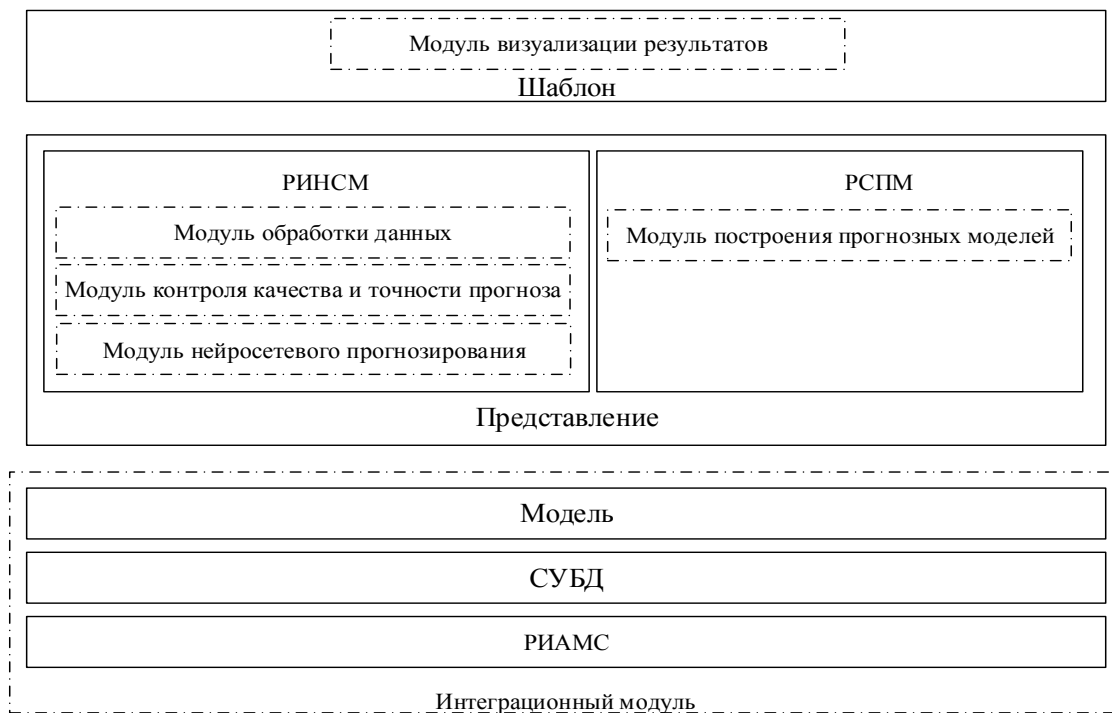 Модуль визуализации результатов
Шаблон
РИНСМ
Модуль обработки данных
Модуль контроля качества и точности прогноза
Модуль нейросетевого прогнозирования
РСПМ
Модуль построения прогнозных моделей
Представление
Модель
СУБД
РИАМС
Интеграционный модуль